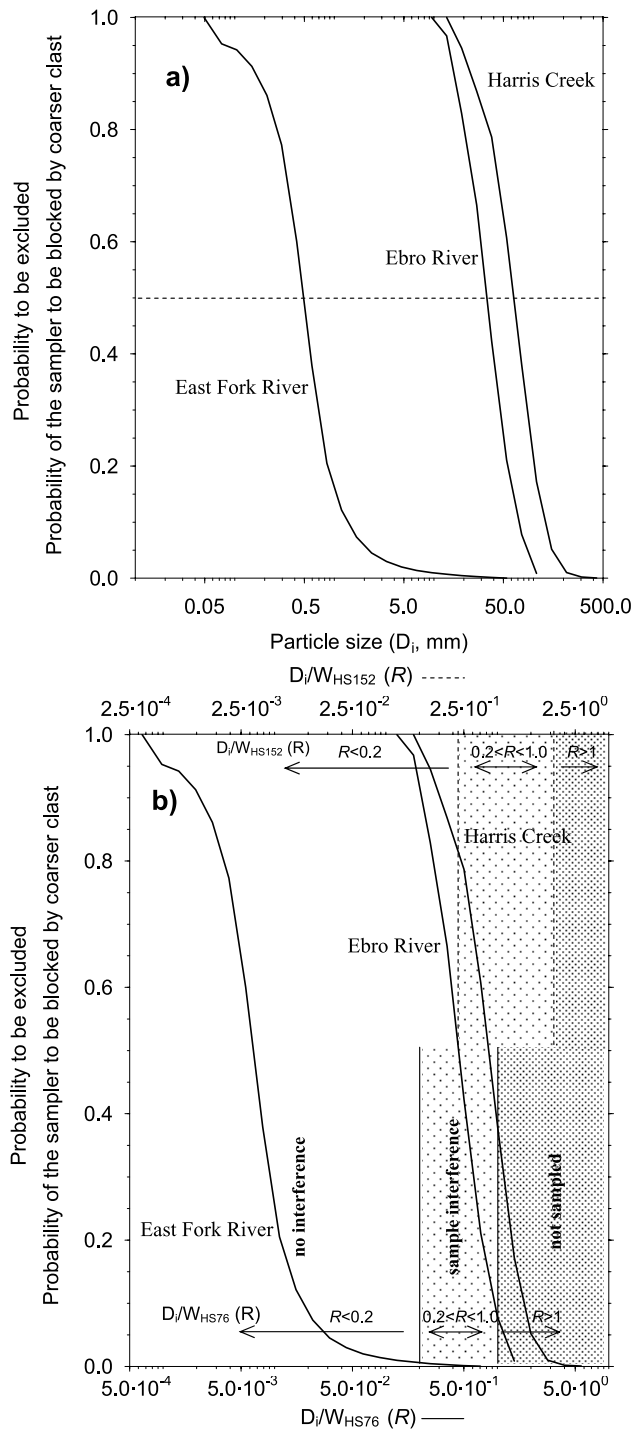 Probability to be excluded
Probability of the sampler to be blocked by coarser clast
1.0
0.8
0.6
0.4
0.2
0.0
a)
Harris Creek
Ebro River
East Fork River
0.05 0.5 5.0 50.0 500.0
Particle size (Di, mm)
Di/WHS152 (R) -----
2.5·10⁻⁴ 2.5·10⁻³ 2.5·10⁻² 2.5·10⁻¹ 2.5·10⁰
Probability to be excluded
Probability of the sampler to be blocked by coarser clast
1.0
0.8
0.6
0.4
0.2
0.0
b)
Di/WHS152 (R)
R<0.2
0.2<R<1.0
R>1
Harris Creek
Ebro River
East Fork River
no interference
sample interference
not sampled
Di/WHS76 (R)
R<0.2
0.2<R<1.0
R>1
5.0·10⁻⁴ 5.0·10⁻³ 5.0·10⁻² 5.0·10⁻¹ 5.0·10⁰
Di/WHS76 (R) ——